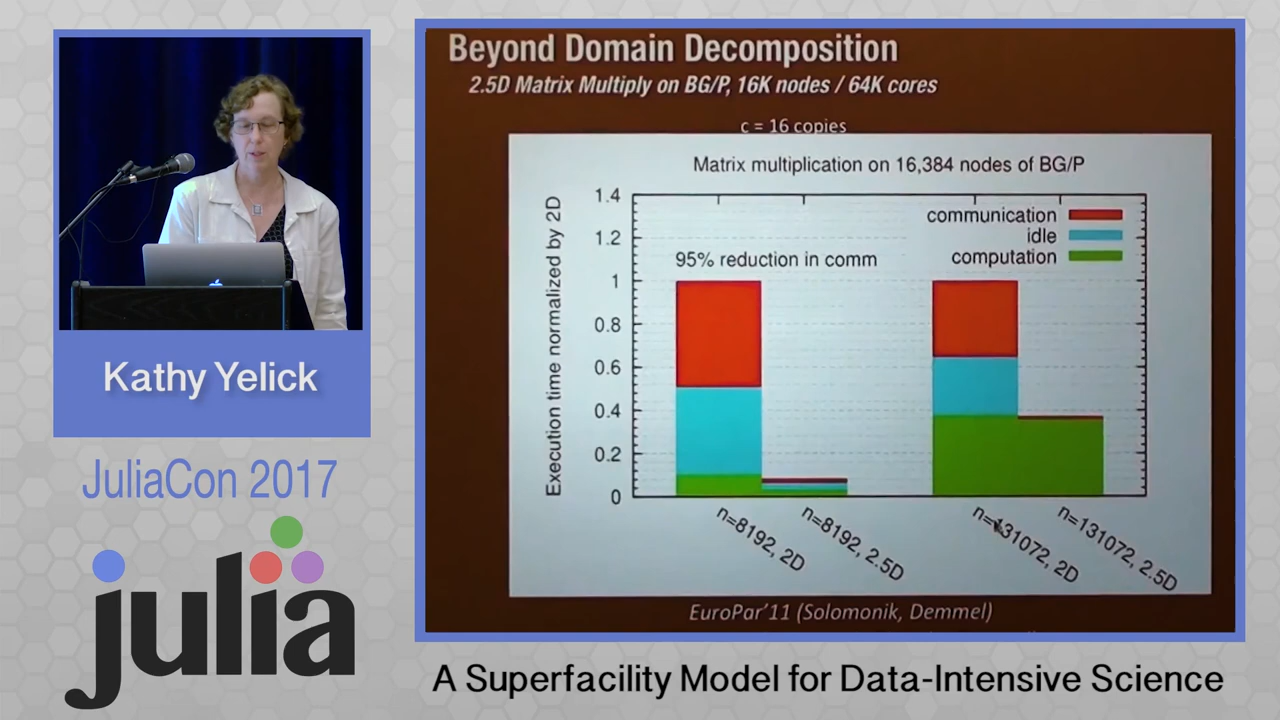 Beyond Domain Decomposition
2.5D Matrix Multiply on BG/P, 16K nodes / 64K cores
c = 16 copies
Matrix multiplication on 16,384 nodes of BG/P
Execution time normalized by 2D
1.4
1.2
1
0.8
0.6
0.4
0.2
0
communication
idle
computation
95% reduction in comm
n=8192, 2D
n=8192, 2.5D
n=131072, 2D
n=131072, 2.5D
EuroPar'11 (Solomonik, Demmel)
Kathy Yelick
JuliaCon 2017
julia
A Superfacility Model for Data-Intensive Science